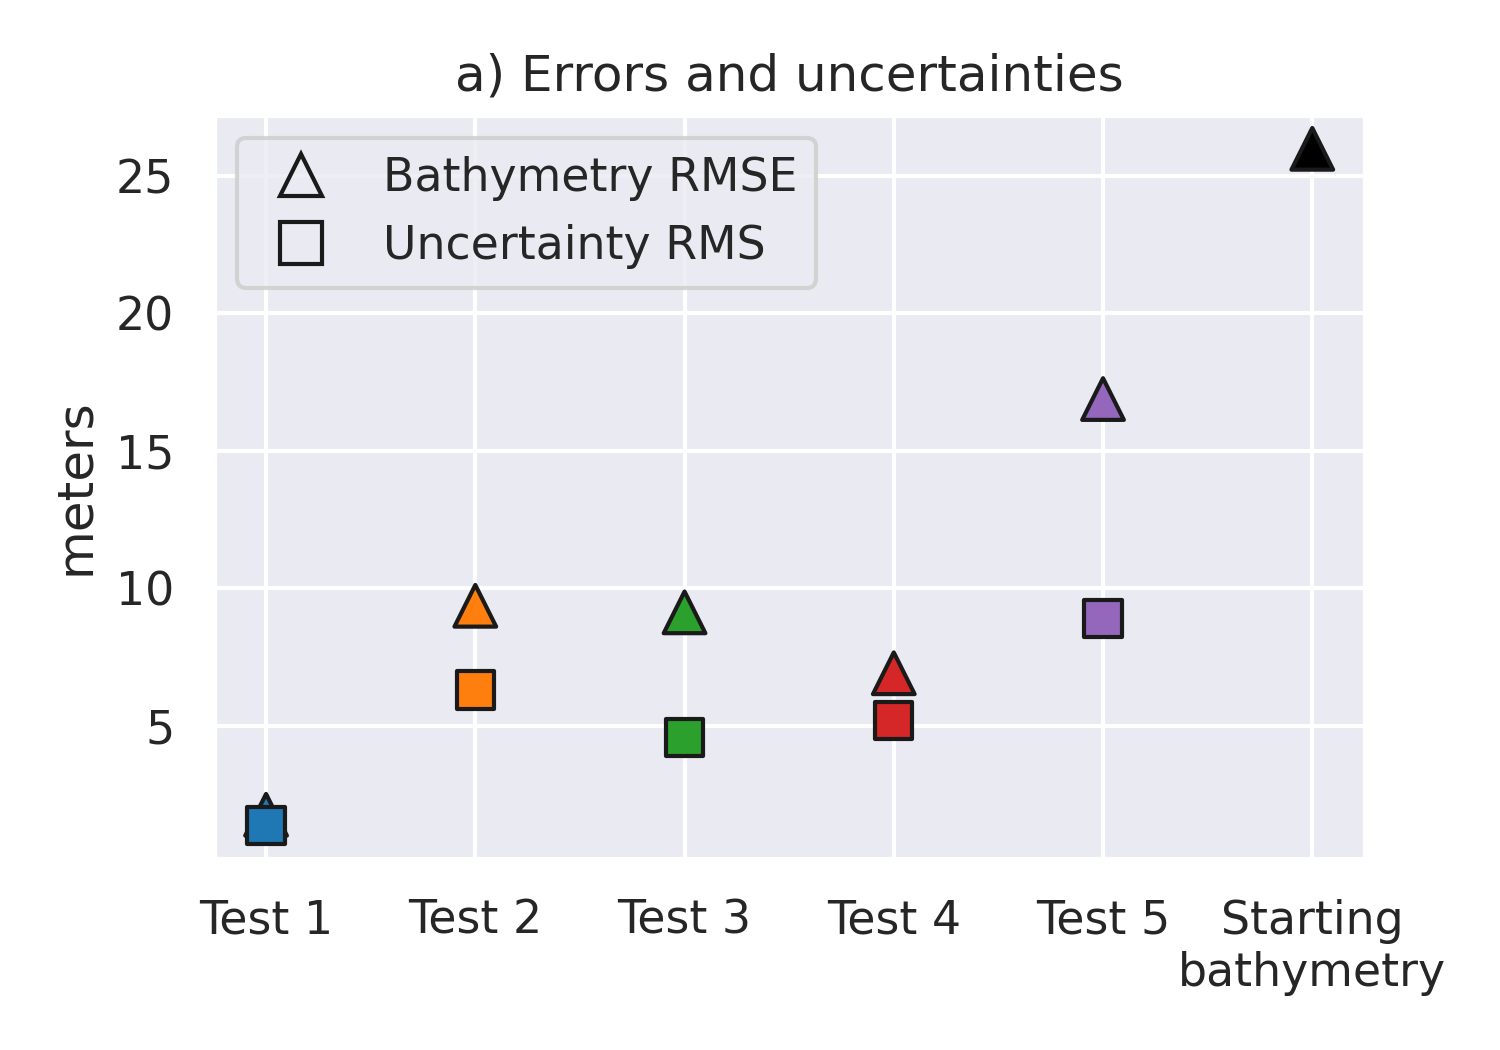 a) Errors and uncertainties
Bathymetry RMSE
Uncertainty RMS
25
20
15
10
5
meters
Test 1
Test 2
Test 3
Test 4
Test 5
Starting
bathymetry